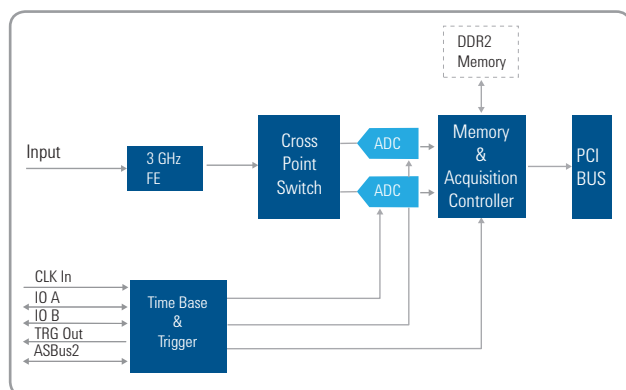 DDR2
Memory
Input
3 GHz
FE
Cross
Point
Switch
ADC
ADC
Memory
&
Acquisition
Controller
PCI
BUS
CLK In
IO A
IO B
TRG Out
ASBus2
Time Base
&
Trigger